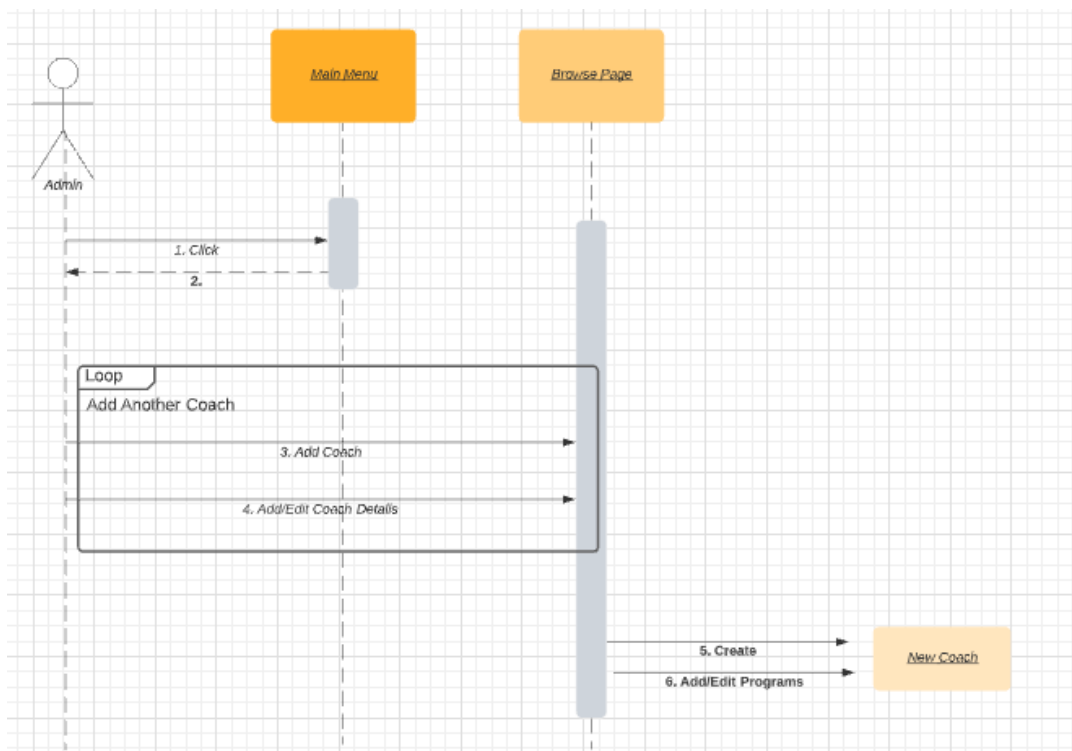 Main Menu
Browse Page
Admin
1. Click
2.
Loop
Add Another Coach
3. Add Coach
4. Add/Edit Coach Details
5. Create
New Coach
6. Add/Edit Programs